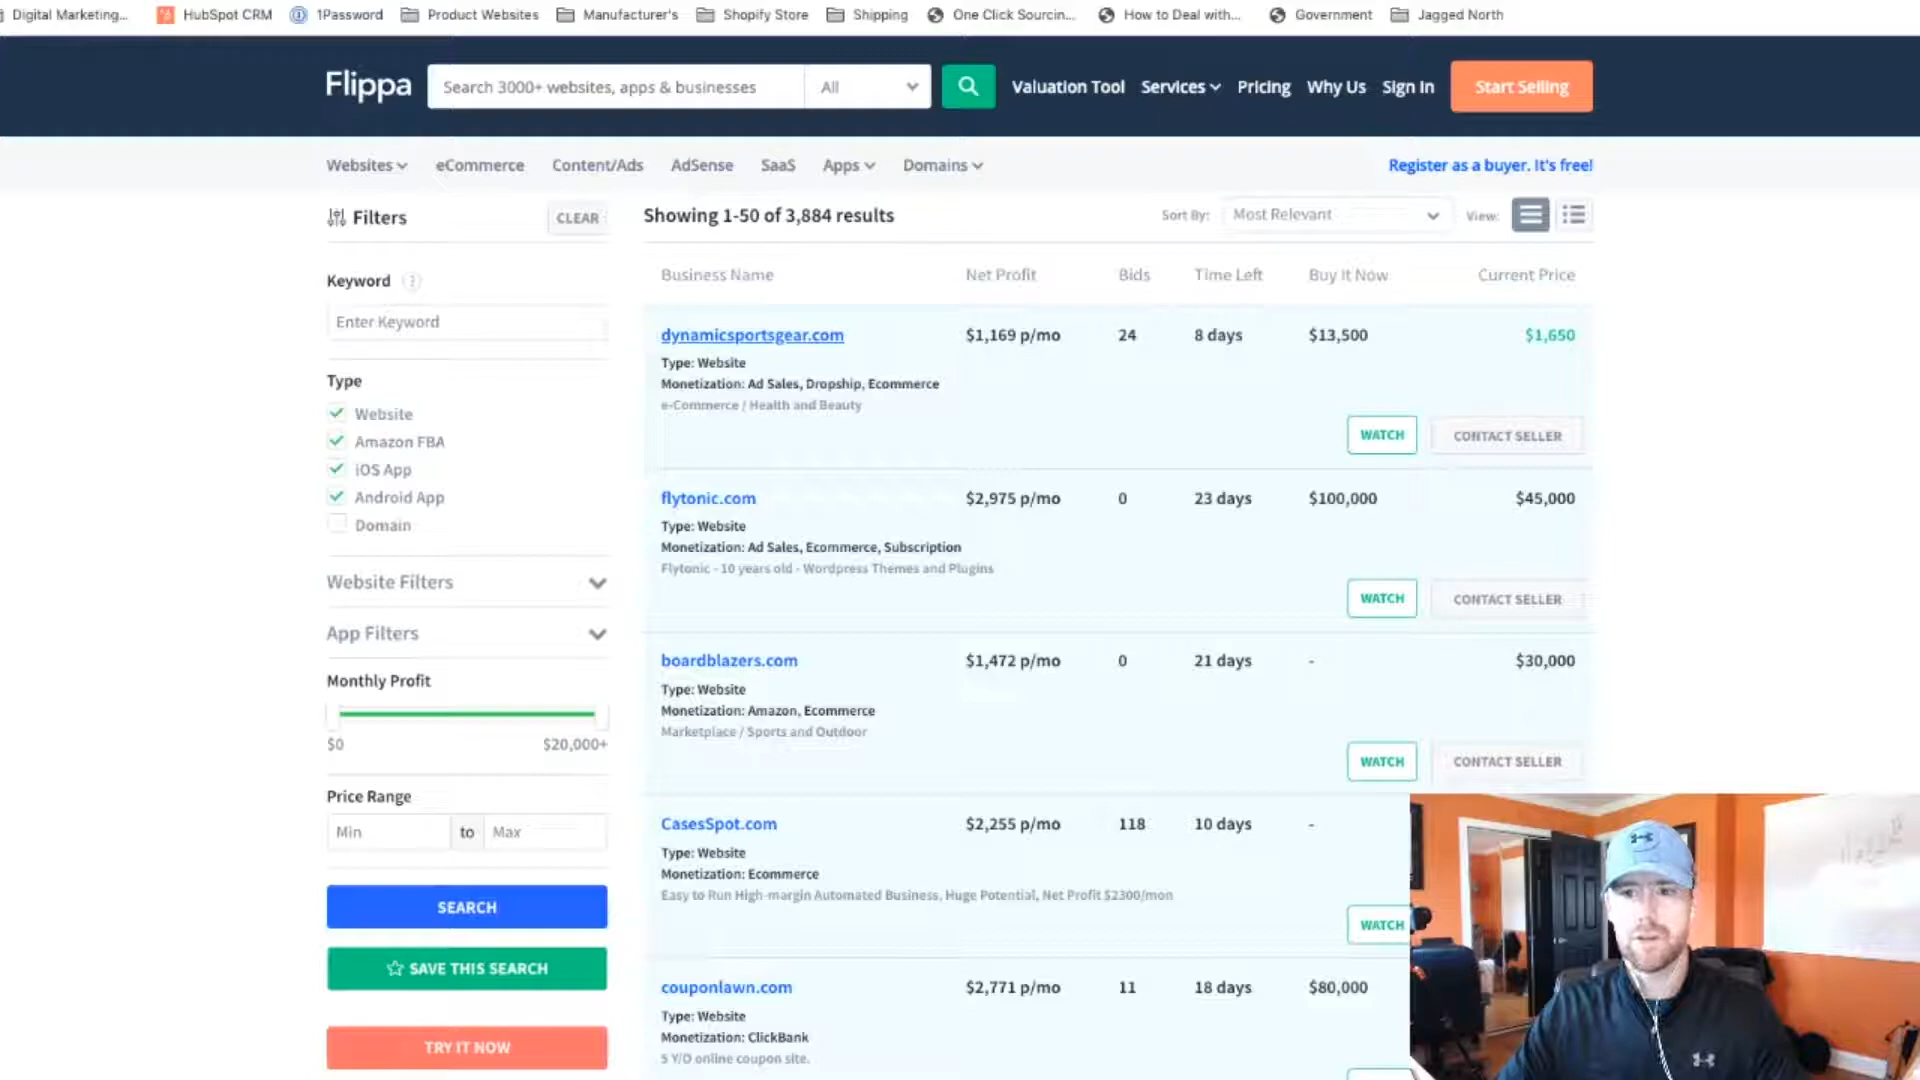 Digital Marketing... HubSpot CRM 1Password Product Websites Manufacturer's Shopify Store Shipping One Click Sourcin... How to Deal with... Government Jagged North
Flippa Search 3000+ websites, apps & businesses All Valuation Tool Services Pricing Why Us Sign In Start Selling
Websites eCommerce Content/Ads AdSense SaaS Apps Domains Register as a buyer. It's free!
Filters CLEAR
Keyword ?
Enter Keyword
Type
Website
Amazon FBA
iOS App
Android App
Domain
Website Filters
App Filters
Monthly Profit
$0 $20,000+
Price Range
Min to Max
SEARCH
SAVE THIS SEARCH
TRY IT NOW
Showing 1-50 of 3,884 results Sort By: Most Relevant View:
Business Name Net Profit Bids Time Left Buy It Now Current Price
dynamicsportsgear.com $1,169 p/mo 24 8 days $13,500 $1,650
Type: Website
Monetization: Ad Sales, Dropship, Ecommerce
e-Commerce / Health and Beauty
WATCH CONTACT SELLER
flytonic.com $2,975 p/mo 0 23 days $100,000 $45,000
Type: Website
Monetization: Ad Sales, Ecommerce, Subscription
Flytonic - 10 years old - Wordpress Themes and Plugins
WATCH CONTACT SELLER
boardblazers.com $1,472 p/mo 0 21 days - $30,000
Type: Website
Monetization: Amazon, Ecommerce
Marketplace / Sports and Outdoor
WATCH CONTACT SELLER
CasesSpot.com $2,255 p/mo 118 10 days -
Type: Website
Monetization: Ecommerce
Easy to Run High-margin Automated Business, Huge Potential, Net Profit $2300/mon
WATCH
couponlawn.com $2,771 p/mo 11 18 days $80,000
Type: Website
Monetization: ClickBank
5 Y/O online coupon site.